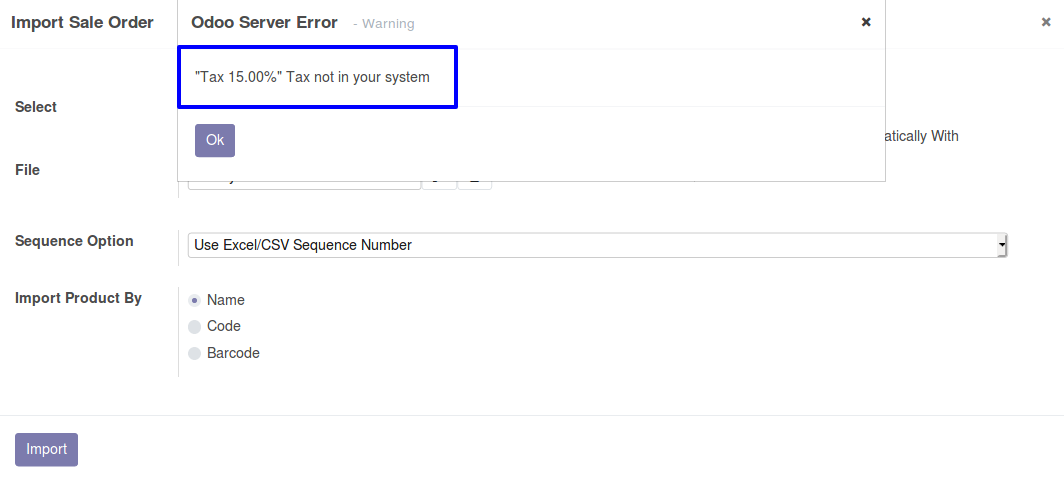 Import Sale Order
Odoo Server Error - Warning
"Tax 15.00%" Tax not in your system
Select
Ok
atically With
File
Sequence Option
Use Excel/CSV Sequence Number
Import Product By
Name
Code
Barcode
Import